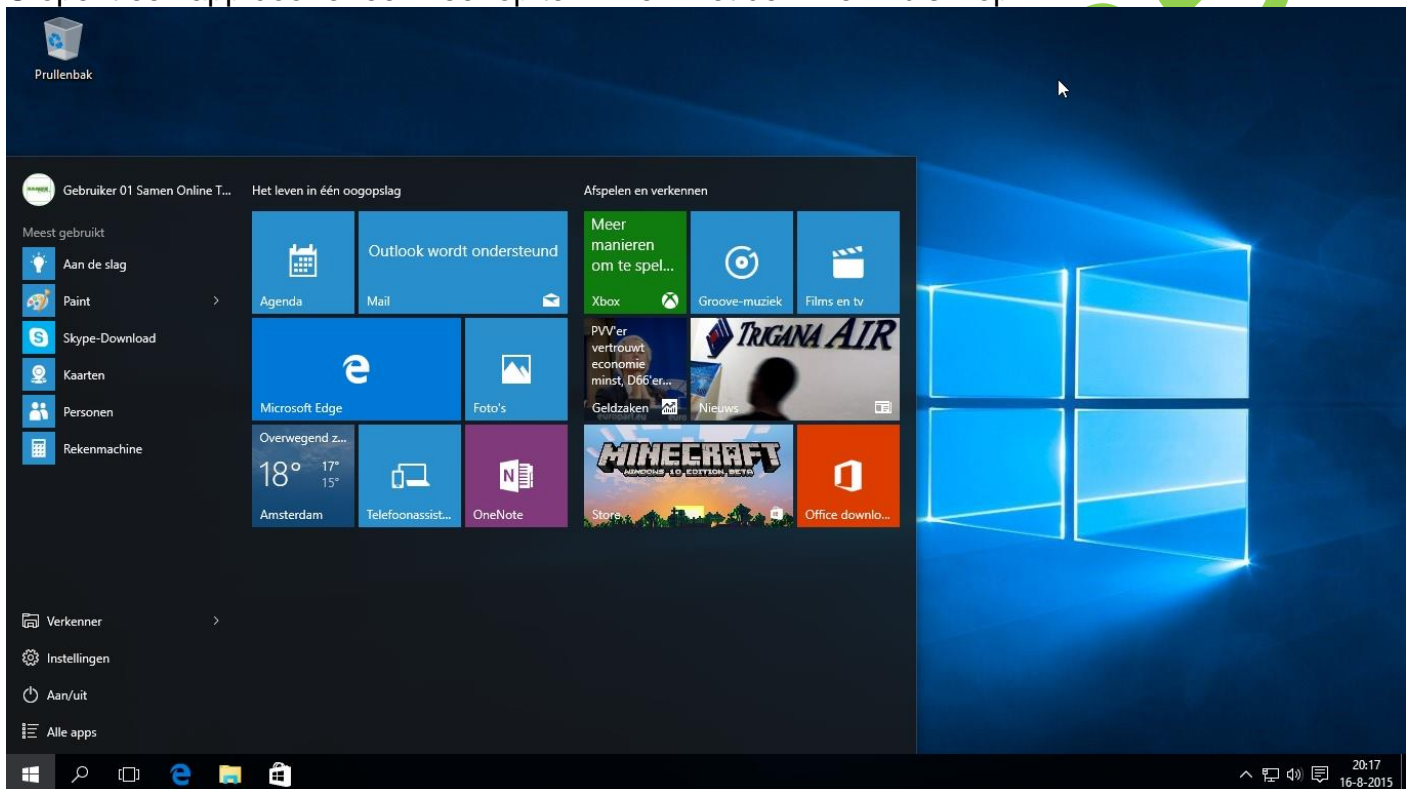 Prullenbak
Gebruiker 01 Samen Online T...
Meest gebruikt
Aan de slag
Paint
Skype-Download
Kaarten
Personen
Rekenmachine
Verkenner
Instellingen
Aan/uit
Alle apps
Het leven in één oogopslag
Agenda
Outlook wordt ondersteund
Mail
Microsoft Edge
Foto's
Overwegend z...
18° 17°
15°
Amsterdam
Telefoonassist...
OneNote
Afspelen en verkennen
Meer
manieren
om te spel...
Xbox
Groove-muziek
Films en tv
PVV'er
vertrouwt
economie
minst, D66'er...
Geldzaken
TRIGANA AIR
Nieuws
MINECRAFT
WINDOWS 10 EDITION BETA
Store
Office downlo...
20:17
16-8-2015